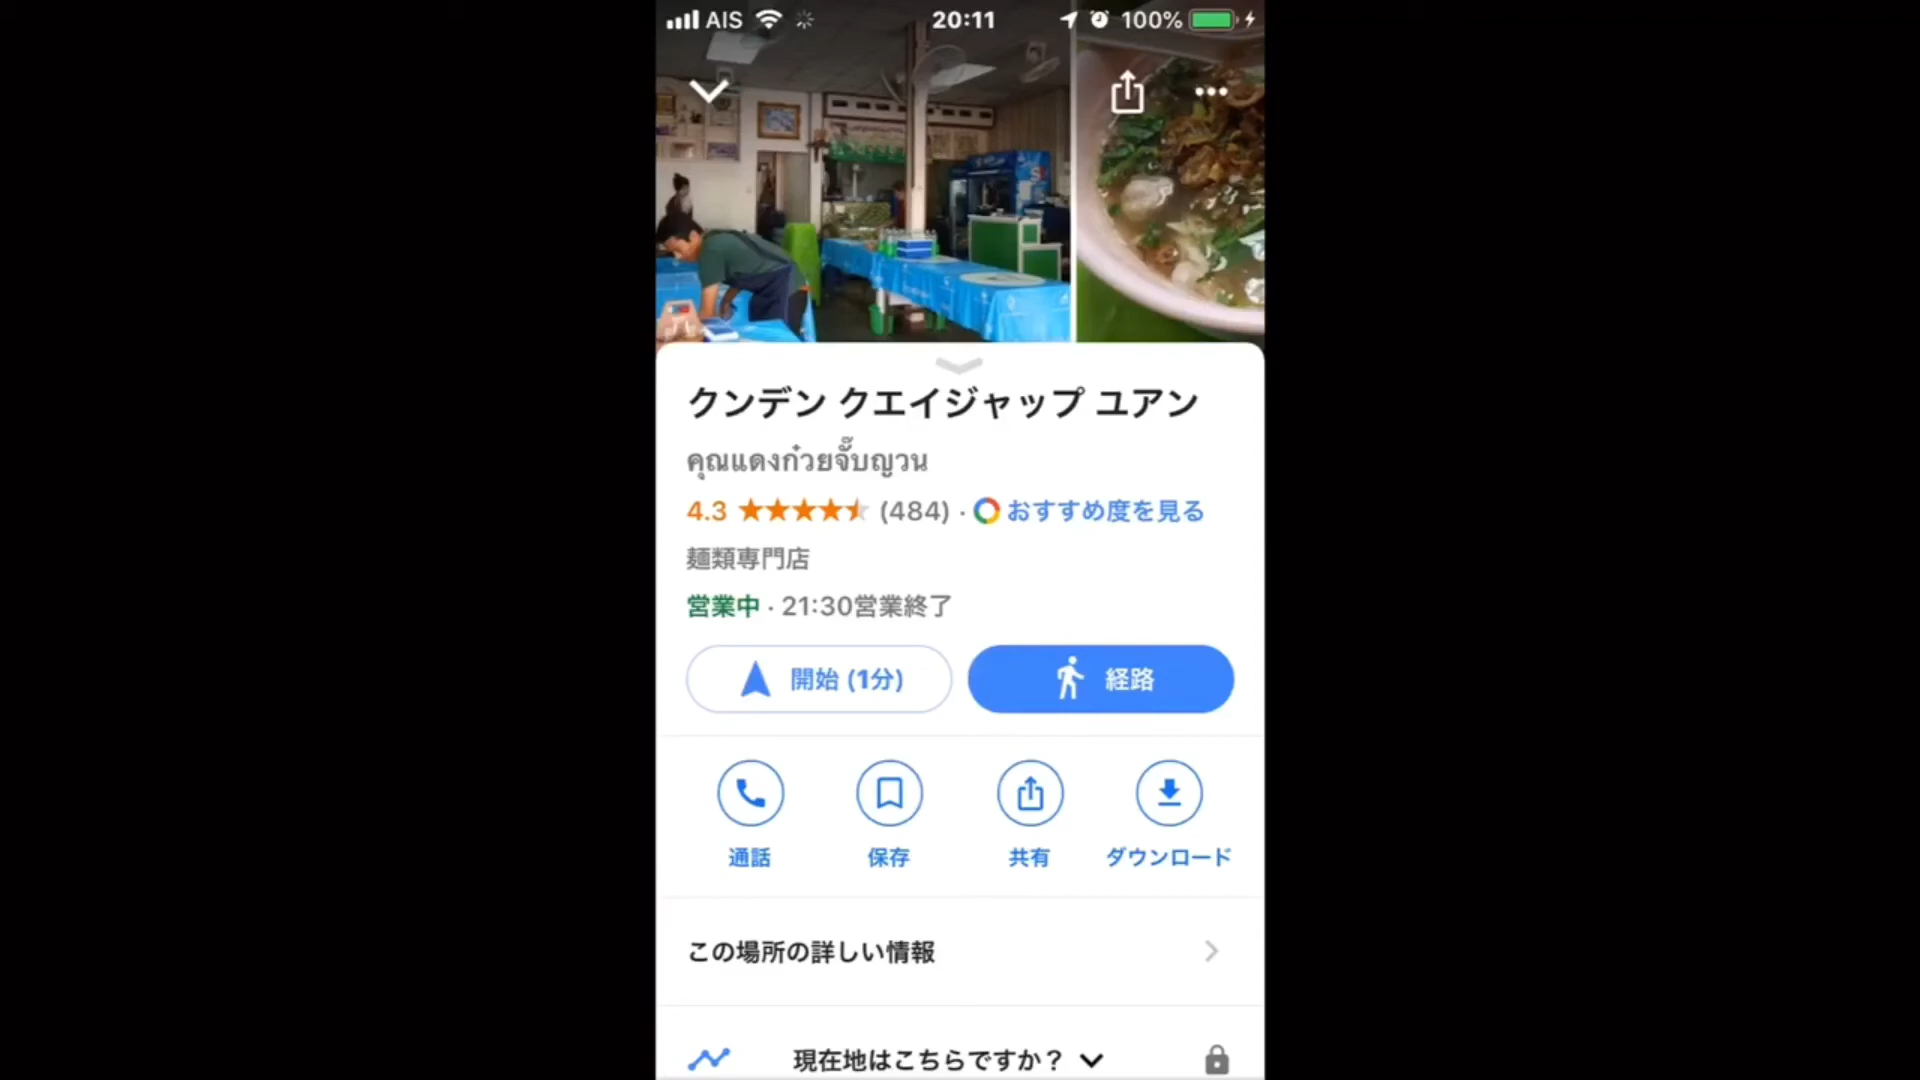 AIS 20:11 100%
クンデン クエイジャップ ユアン
คุณแดงก๋วยจั๊บญวน
4.3 (484) · おすすめ度を見る
麺類専門店
営業中 · 21:30営業終了
開始 (1分) 経路
通話 保存 共有 ダウンロード
この場所の詳しい情報
現在地はこちらですか？